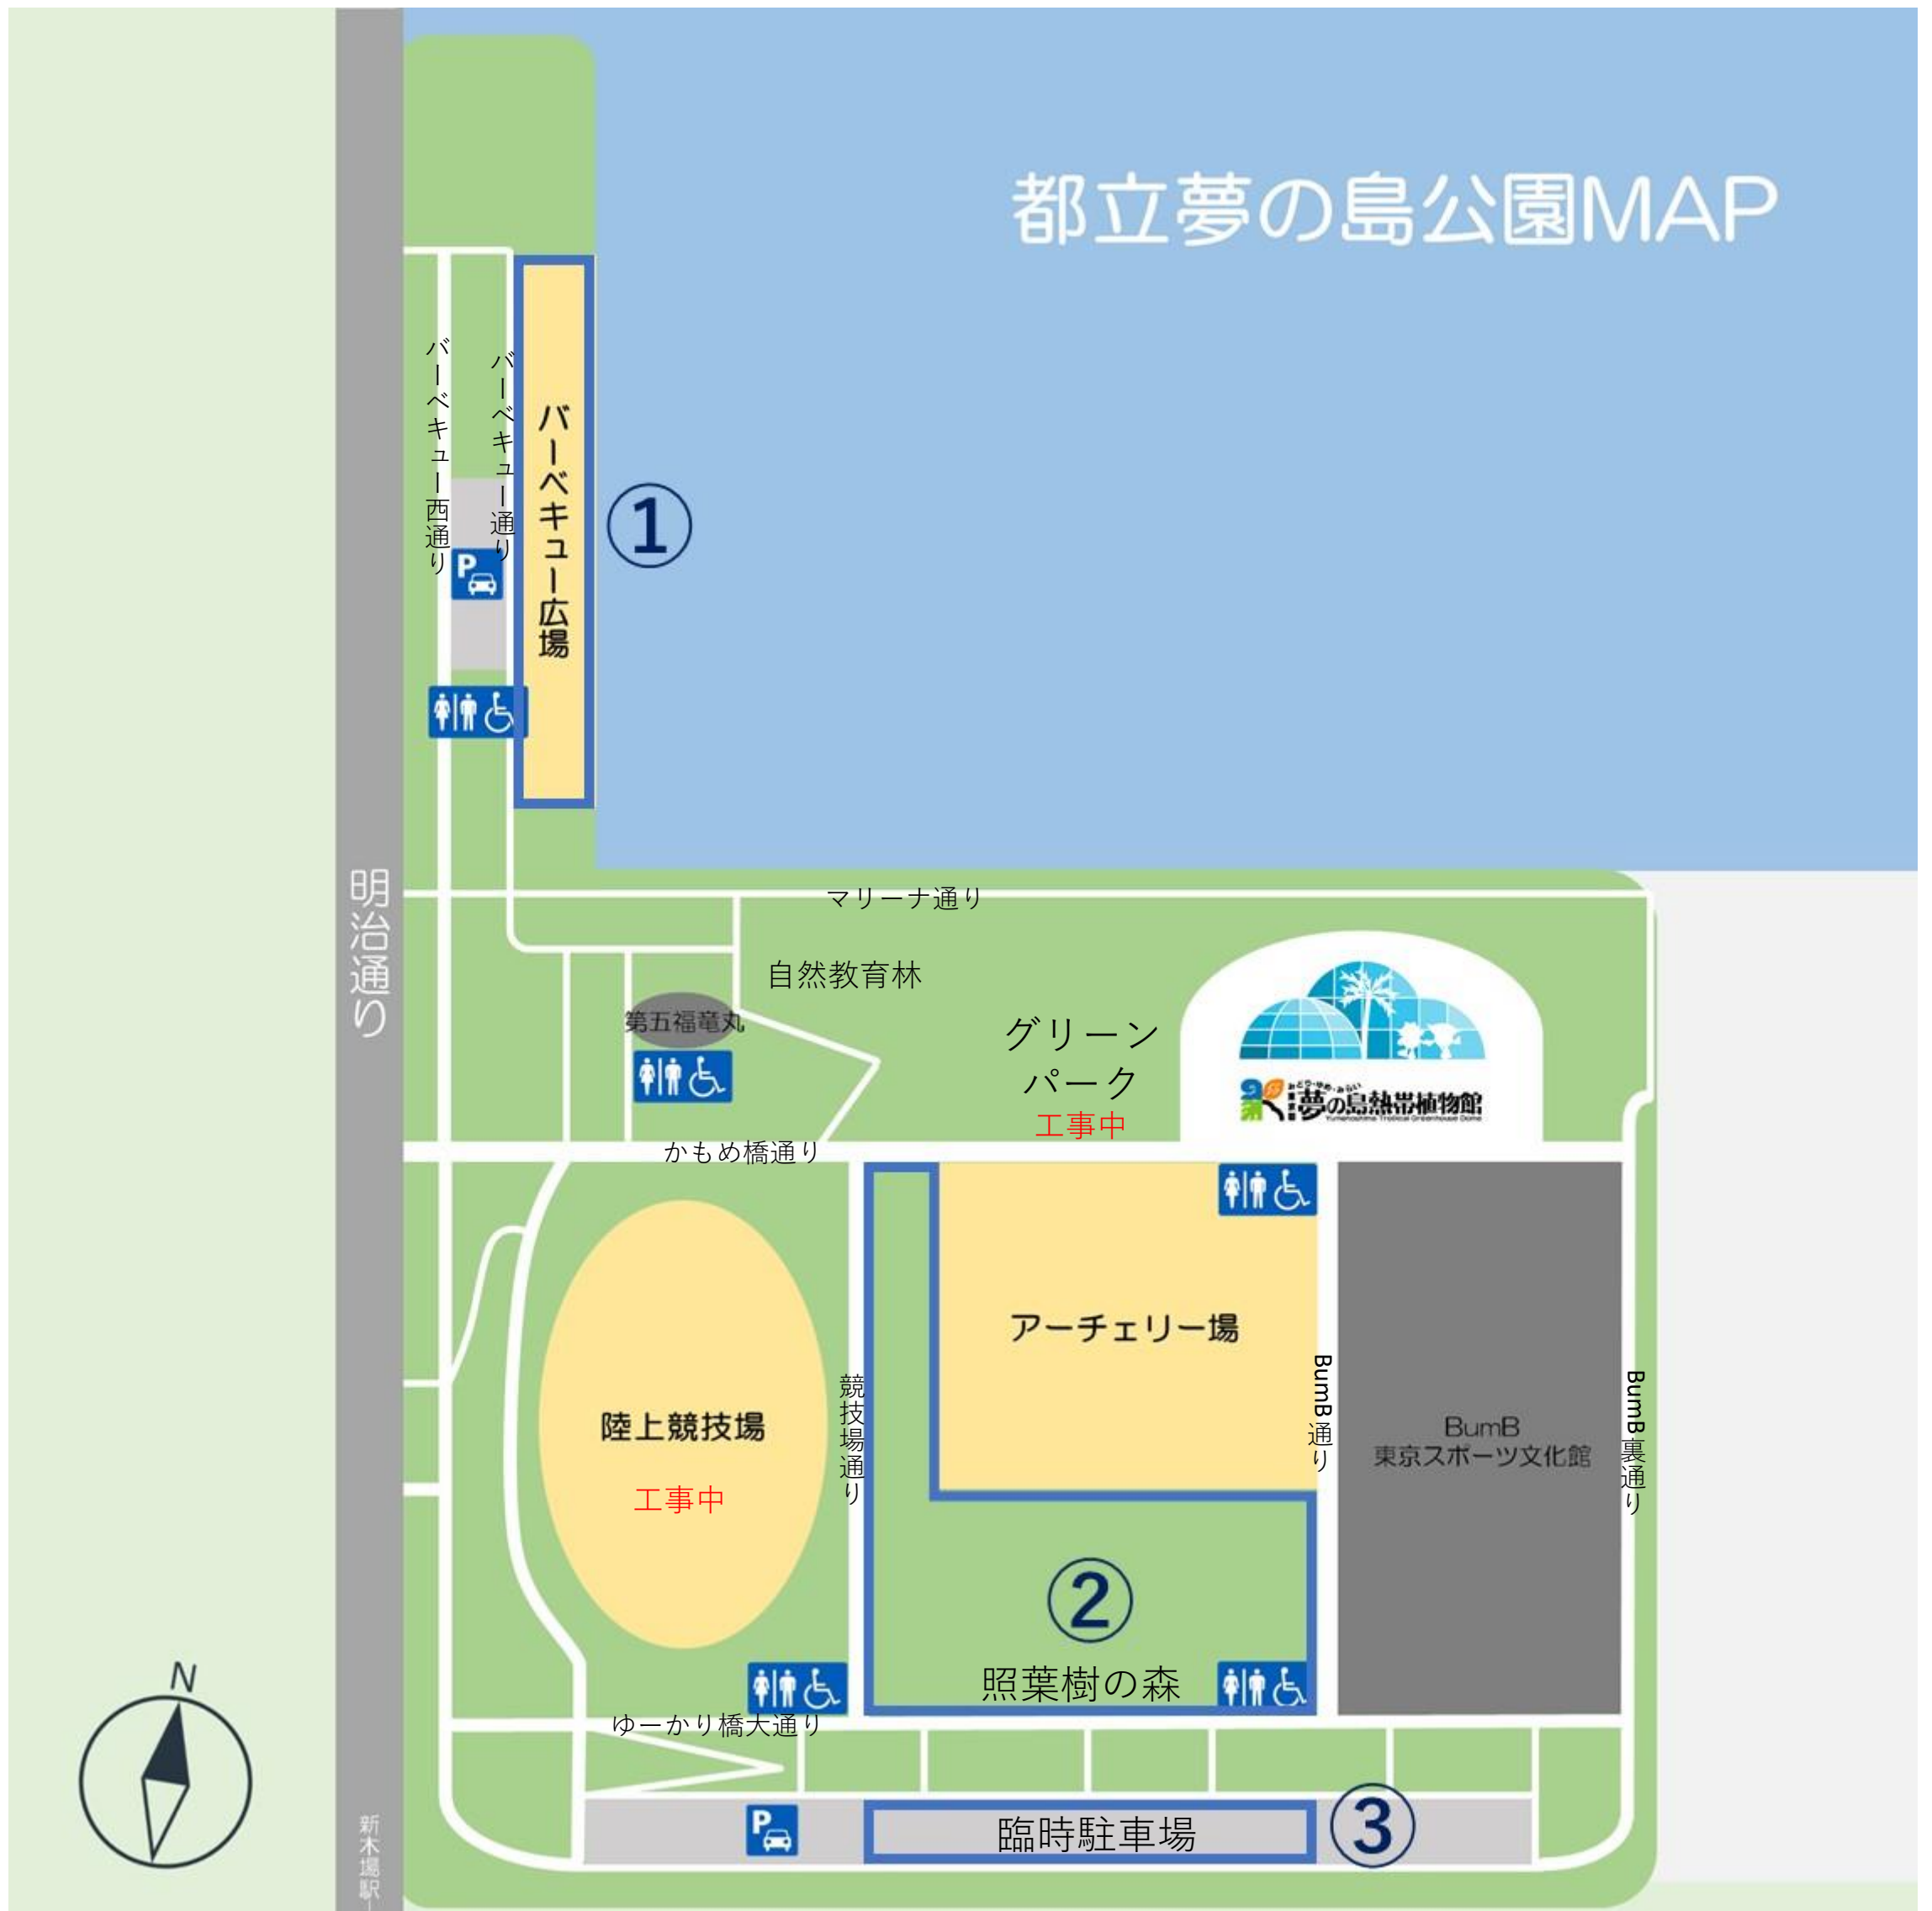 都立夢の島公園MAP
バーベキュー西通り
バーベキュー通り
バーベキュー広場
①
P
明治通り
マリーナ通り
自然教育林
第五福竜丸
グリーン
パーク
工事中
夢の島熱帯植物館
Yumenoshima Tropical Greenhouse Dome
かもめ橋通り
アーチェリー場
陸上競技場
工事中
競技場通り
BumB通り
BumB
東京スポーツ文化館
BumB裏通り
②
照葉樹の森
ゆーかり橋大通り
N
P
臨時駐車場
③
新木場駅